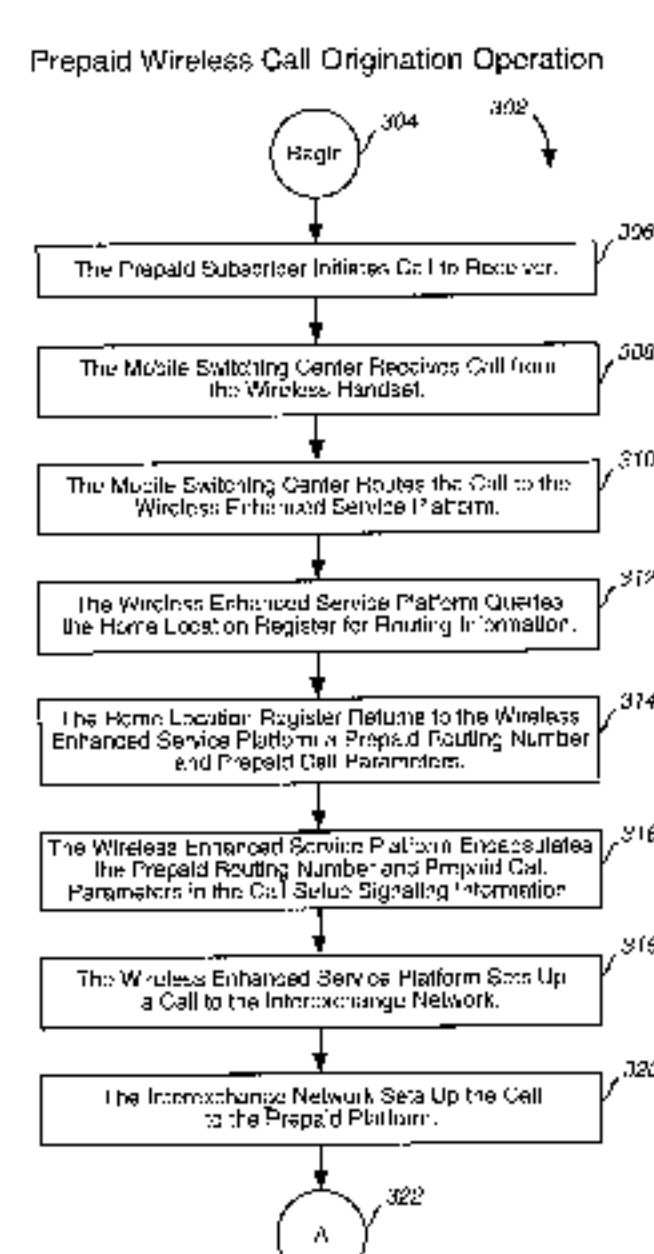 Prepaid Wireless Call Origination Operation
302
304
Begin
306
The Prepaid Subscriber Initiates Call to Receiver.
308
The Mobile Switching Center Receives Call from
the Wireless Handset.
310
The Mobile Switching Center Routes the Call to the
Wireless Enhanced Service Platform.
312
The Wireless Enhanced Service Platform Queries
the Home Location Register for Routing Information.
314
The Home Location Register Returns to the Wireless
Enhanced Service Platform a Prepaid Routing Number
and Prepaid Call Parameters.
316
The Wireless Enhanced Service Platform Encapsulates
the Prepaid Routing Number and Prepaid Call
Parameters in the Call Setup Signaling Information
318
The Wireless Enhanced Service Platform Sets Up
a Call to the Interexchange Network.
320
The Interexchange Network Sets Up the Call
to the Prepaid Platform.
322
A